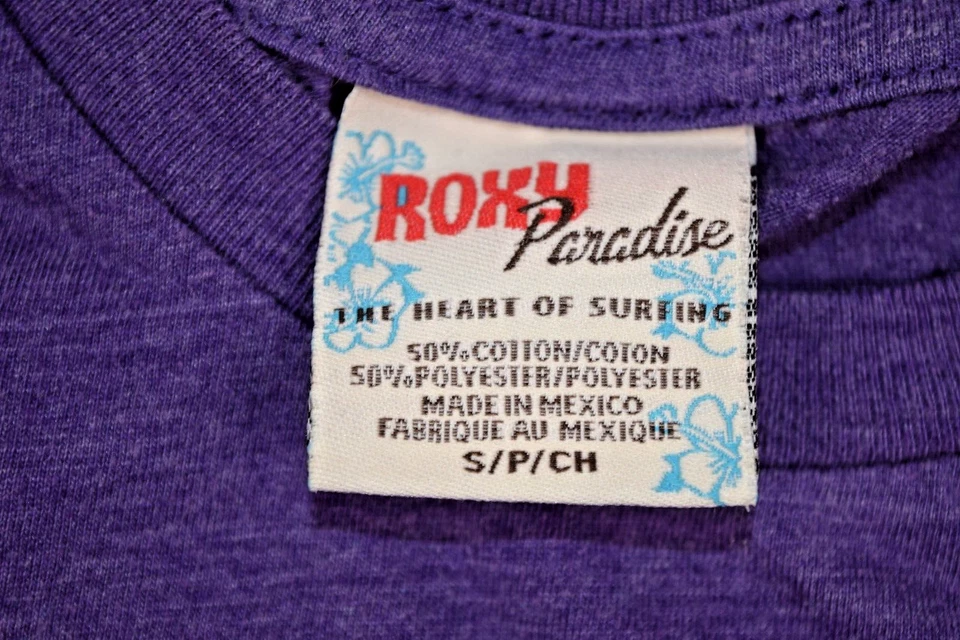 ROXY
Paradise
THE HEART OF SURFING
50% COTTON/COTON
50% POLYESTER/POLYESTER
MADE IN MEXICO
FABRIQUE AU MEXIQUE
S/P/CH